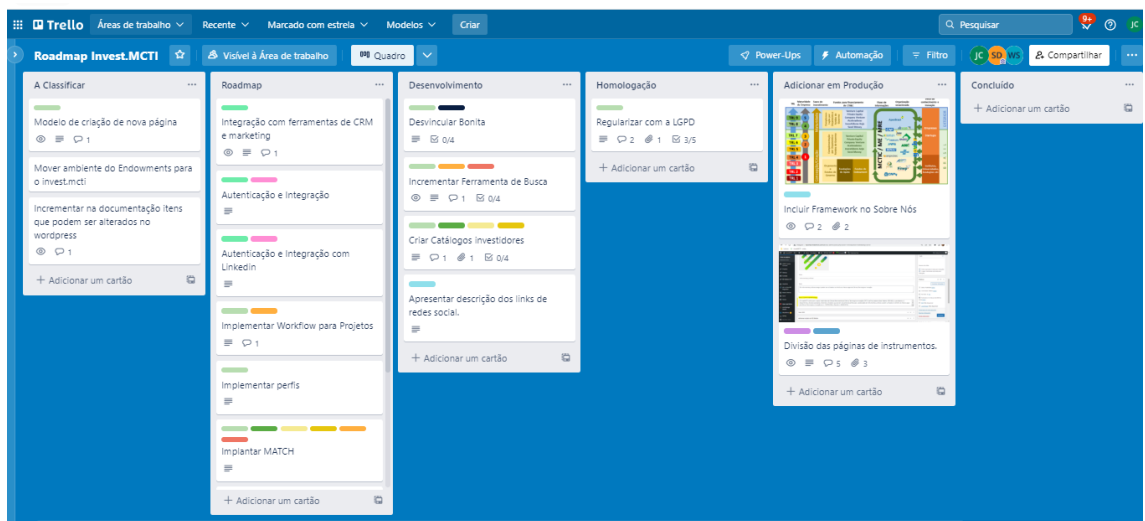 Trello
Áreas de trabalho
Recente
Marcado com estrela
Modelos
Criar
Pesquisar
9+
JC
Roadmap Invest.MCTI
Visível à Área de trabalho
Quadro
Power-Ups
Automação
Filtro
JC
SD
WS
Compartilhar
A Classificar
Modelo de criação de nova página
1
Mover ambiente do Endowments para
o invest.mcti
Incrementar na documentação itens
que podem ser alterados no
wordpress
1
+ Adicionar um cartão
Roadmap
Integração com ferramentas de CRM
e marketing
1
Autenticação e Integração
Autenticação e Integração com
Linkedin
Implementar Workflow para Projetos
1
Implementar perfis
Implantar MATCH
+ Adicionar um cartão
Desenvolvimento
Desvincular Bonita
0/4
Incrementar Ferramenta de Busca
1 0/4
Criar Catálogos Investidores
1 1 0/4
Apresentar descrição dos links de
redes social.
+ Adicionar um cartão
Homologação
Regularizar com a LGPD
2 1 3/5
+ Adicionar um cartão
Adicionar em Produção
MCTIC / ME / MRE
Incluir Framework no Sobre Nós
2 2
Divisão das páginas de instrumentos.
5 3
+ Adicionar um cartão
Concluído
+ Adicionar um cartão